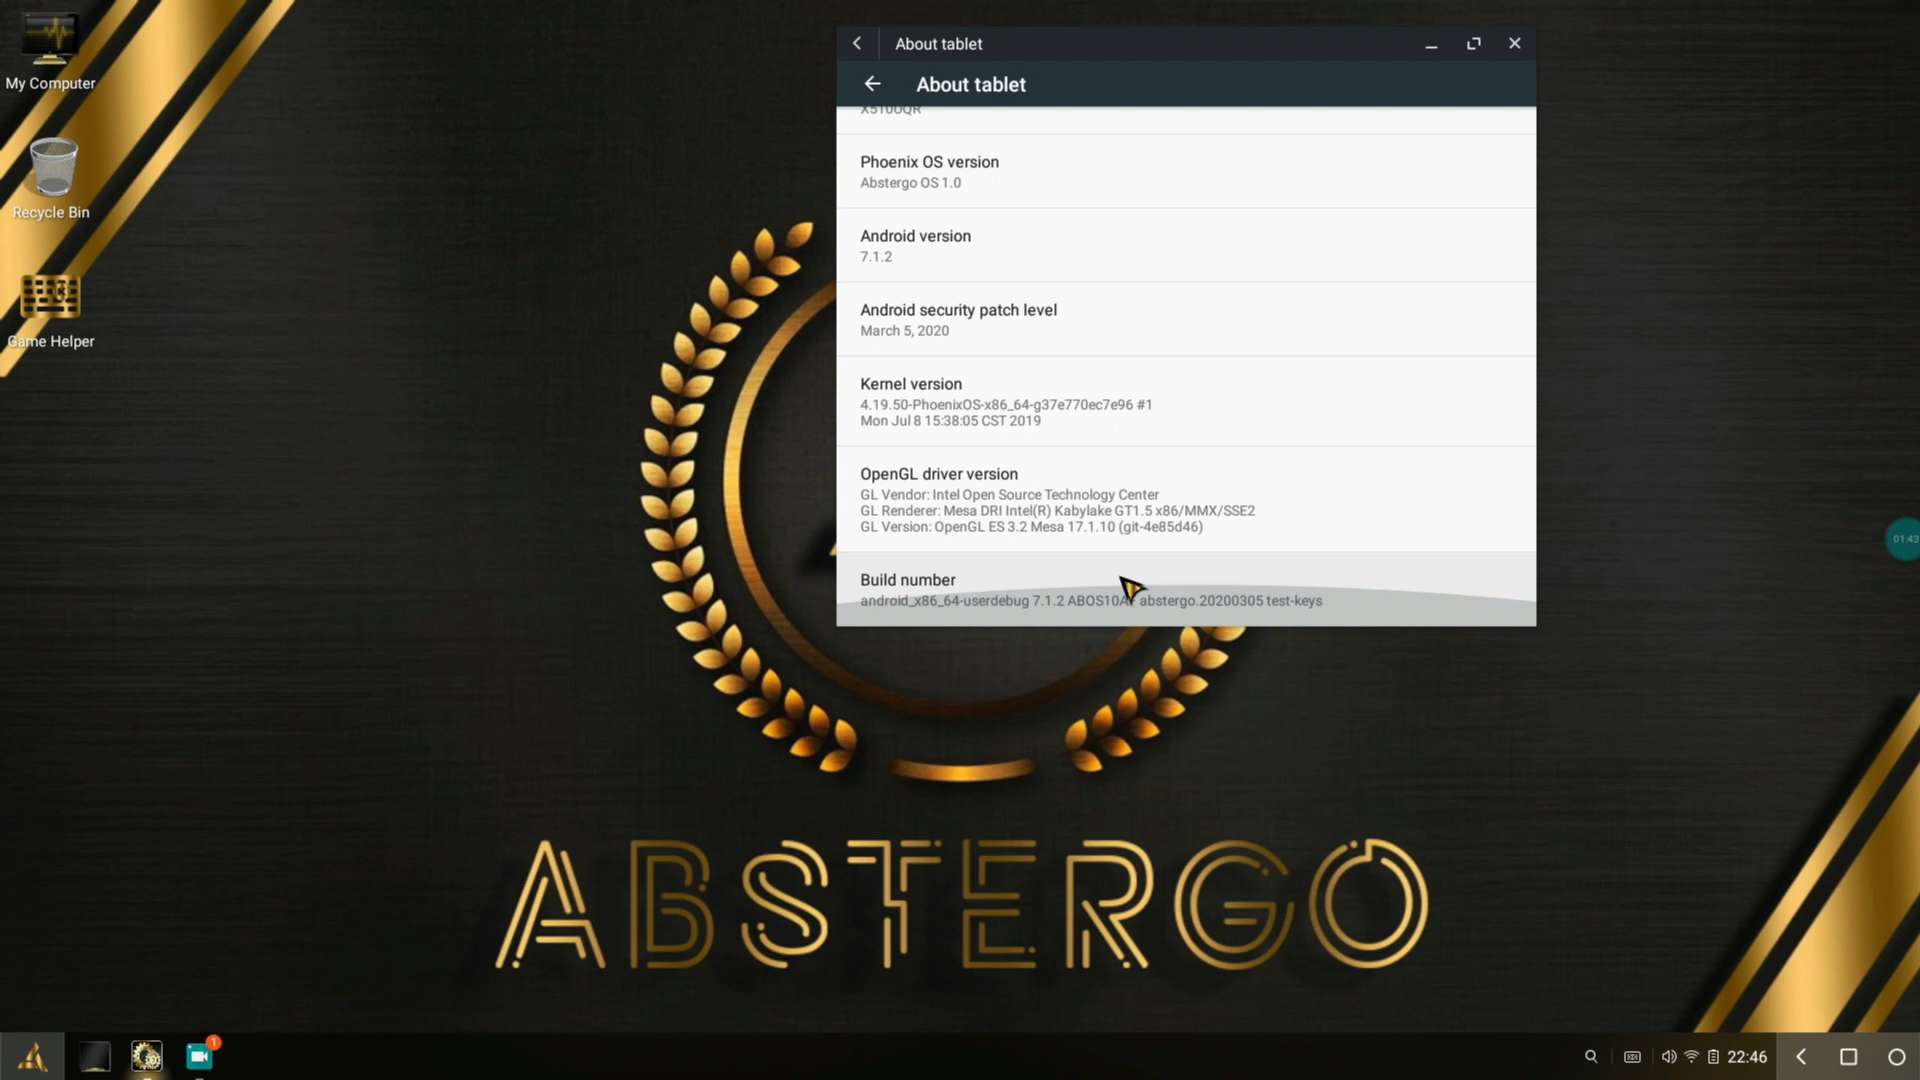 My Computer
Recycle Bin
Game Helper
About tablet
About tablet
X510UQR
Phoenix OS version
Abstergo OS 1.0
Android version
7.1.2
Android security patch level
March 5, 2020
Kernel version
4.19.50-PhoenixOS-x86_64-g37e770ec7e96 #1
Mon Jul 8 15:38:05 CST 2019
OpenGL driver version
GL Vendor: Intel Open Source Technology Center
GL Renderer: Mesa DRI Intel(R) Kabylake GT1.5 x86/MMX/SSE2
GL Version: OpenGL ES 3.2 Mesa 17.1.10 (git-4e85d46)
Build number
android_x86_64-userdebug 7.1.2 abstergo.20200305 test-keys
01:43
ABSTERGO
1
22:46